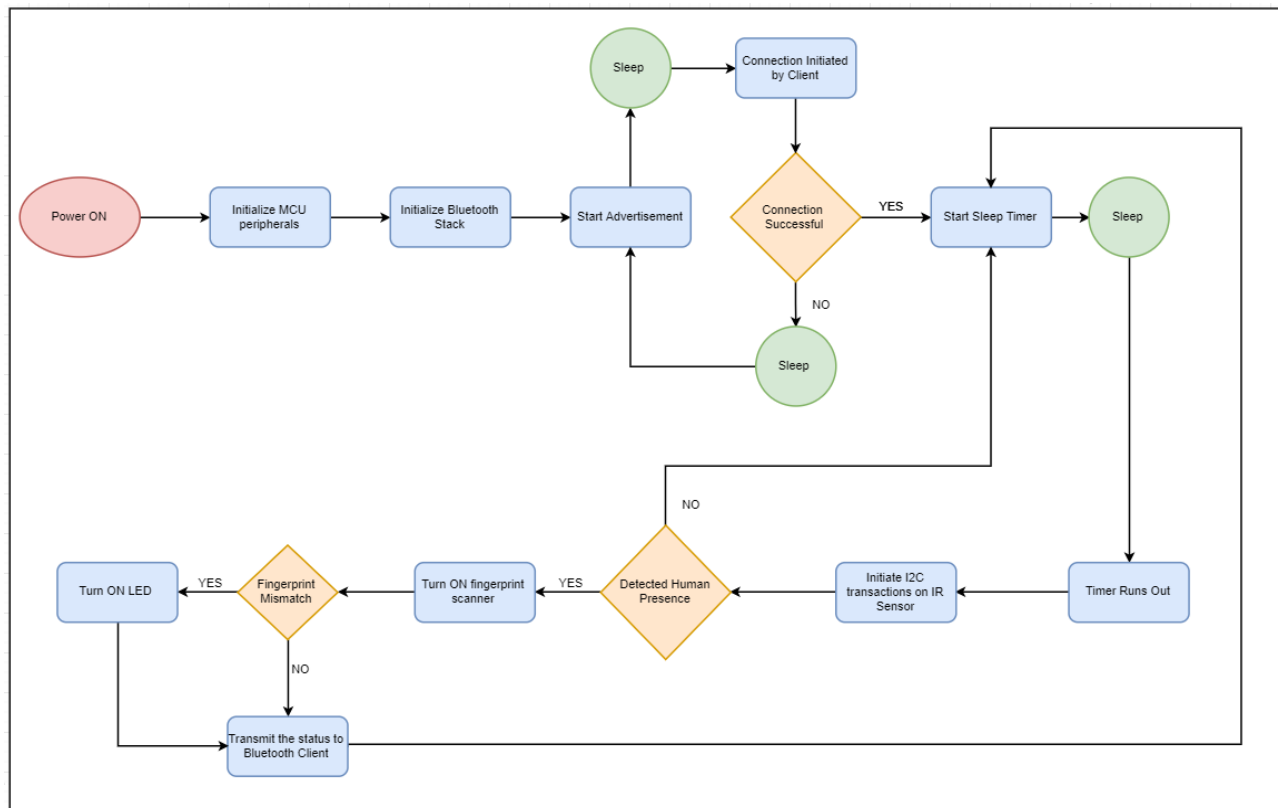 Sleep
Connection Initiated
by Client
Power ON
Initialize MCU
peripherals
Initialize Bluetooth
Stack
Start Advertisement
Connection
Successful
YES
Start Sleep Timer
Sleep
NO
Sleep
NO
Turn ON LED
YES
Fingerprint
Mismatch
Turn ON fingerprint
scanner
YES
Detected Human
Presence
Initiate I2C
transactions on IR
Sensor
Timer Runs Out
NO
Transmit the status to
Bluetooth Client